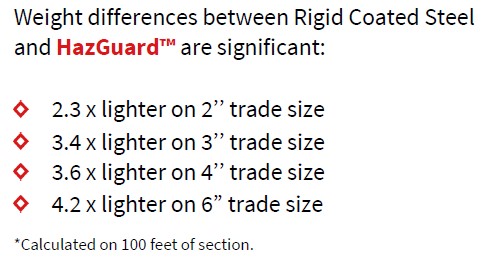 Weight differences between Rigid Coated Steel
and HazGuard™ are significant:
2.3 x lighter on 2’’ trade size
3.4 x lighter on 3’’ trade size
3.6 x lighter on 4’’ trade size
4.2 x lighter on 6” trade size
*Calculated on 100 feet of section.